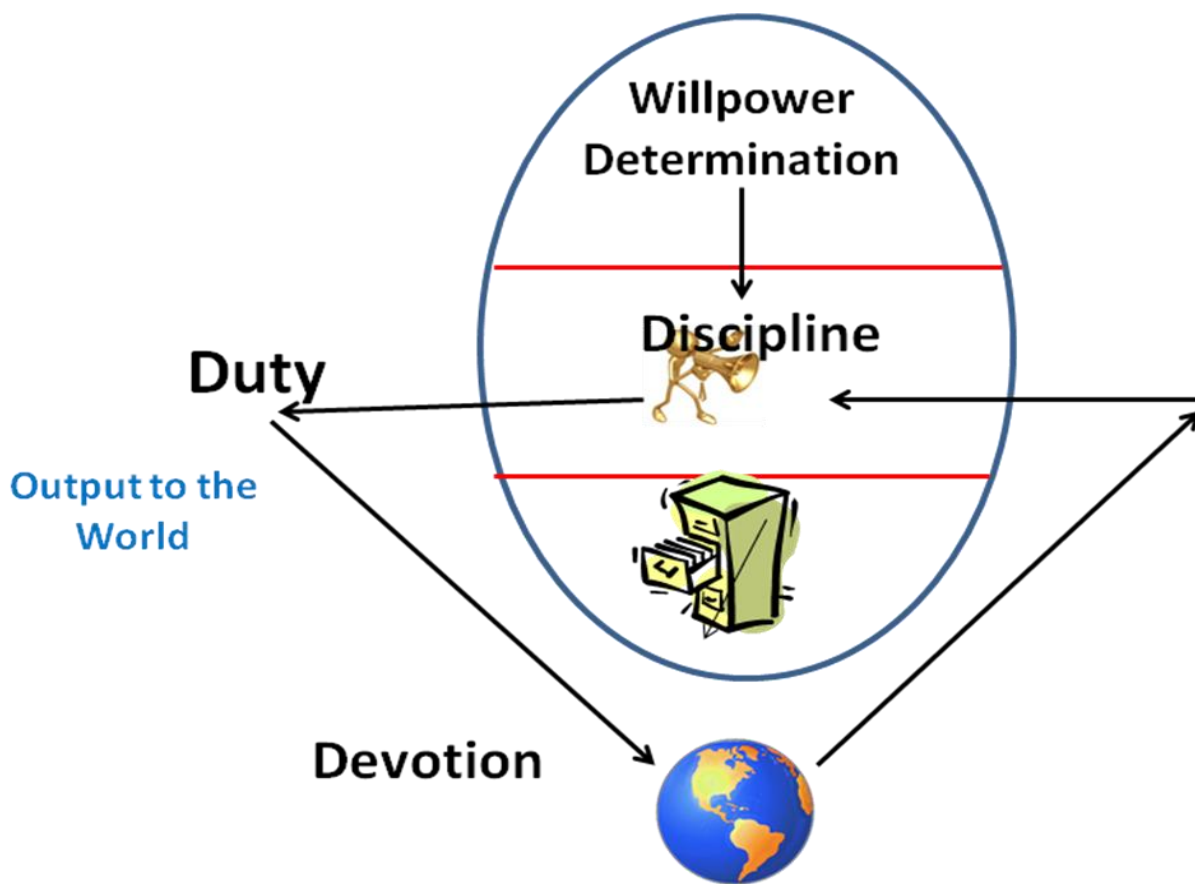 Willpower
Determination
Discipline
Duty
Output to the
World
Devotion